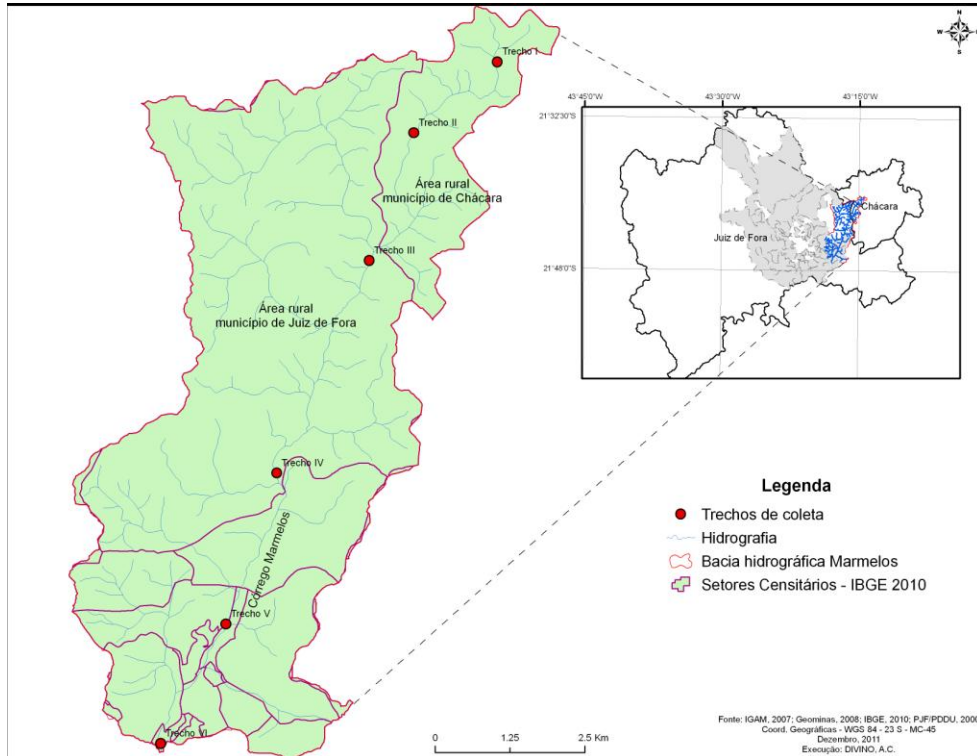 N
W
S
Trecho I
Trecho II
Área rural
município de Chácara
Trecho III
Área rural
município de Juiz de Fora
Trecho IV
Córrego Marmelos
Trecho V
Trecho VI
43°45'0"W
43°30'0"W
43°15'0"W
21°32'30"S
21°48'0"S
Chácara
Juiz de Fora
Legenda
Trechos de coleta
Hidrografia
Bacia hidrográfica Marmelos
Setores Censitários - IBGE 2010
0 1.25 2.5 Km
Fonte: IGAM, 2007; Geominas, 2008; IBGE, 2010; PJF/PDDU, 2000
Coord. Geográficas - WGS 84 - 23 S - MC-45
Dezembro, 2011
Execução: DIVINO, A.C.